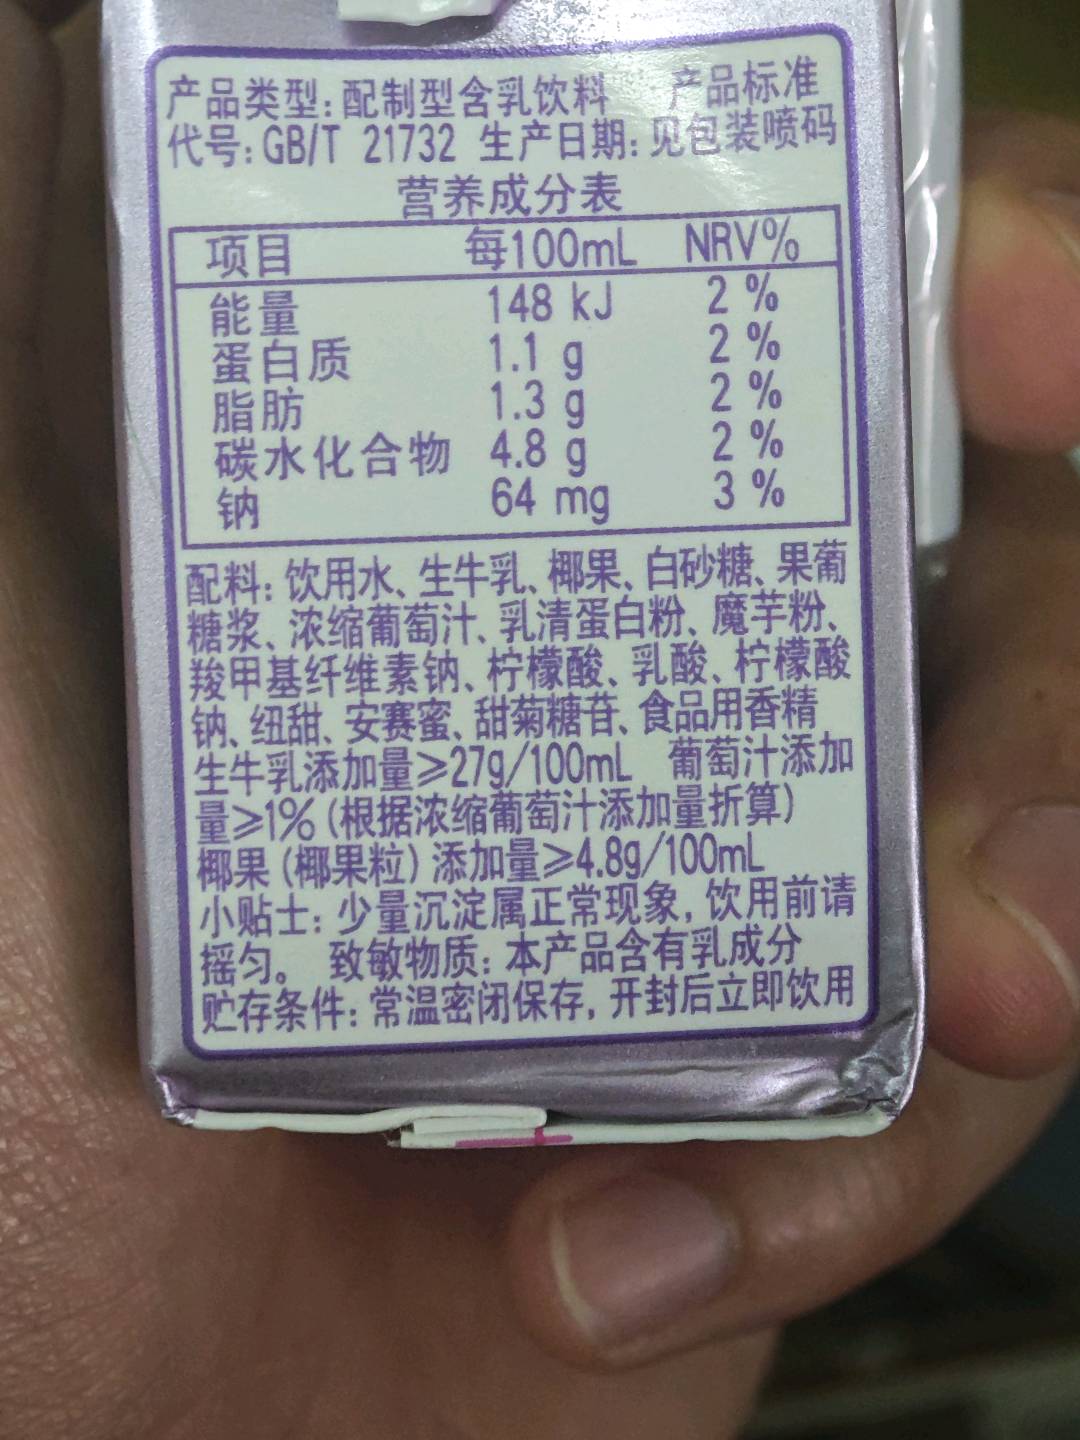 产品类型:配制型含乳饮料 产品标准
代号:GB/T 21732 生产日期:见包装喷码
营养成分表
项目 每100mL NRV%
能量 148 kJ 2 %
蛋白质 1.1 g 2 %
脂肪 1.3 g 2 %
碳水化合物 4.8 g 2 %
钠 64 mg 3 %
配料:饮用水、生牛乳、椰果、白砂糖、果葡
糖浆、浓缩葡萄汁、乳清蛋白粉、魔芋粉、
羧甲基纤维素钠、柠檬酸、乳酸、柠檬酸
钠、纽甜、安赛蜜、甜菊糖苷、食品用香精
生牛乳添加量≥27g/100mL 葡萄汁添加
量≥1%(根据浓缩葡萄汁添加量折算)
椰果(椰果粒)添加量≥4.8g/100mL
小贴士:少量沉淀属正常现象,饮用前请
摇匀。 致敏物质:本产品含有乳成分
贮存条件:常温密闭保存,开封后立即饮用